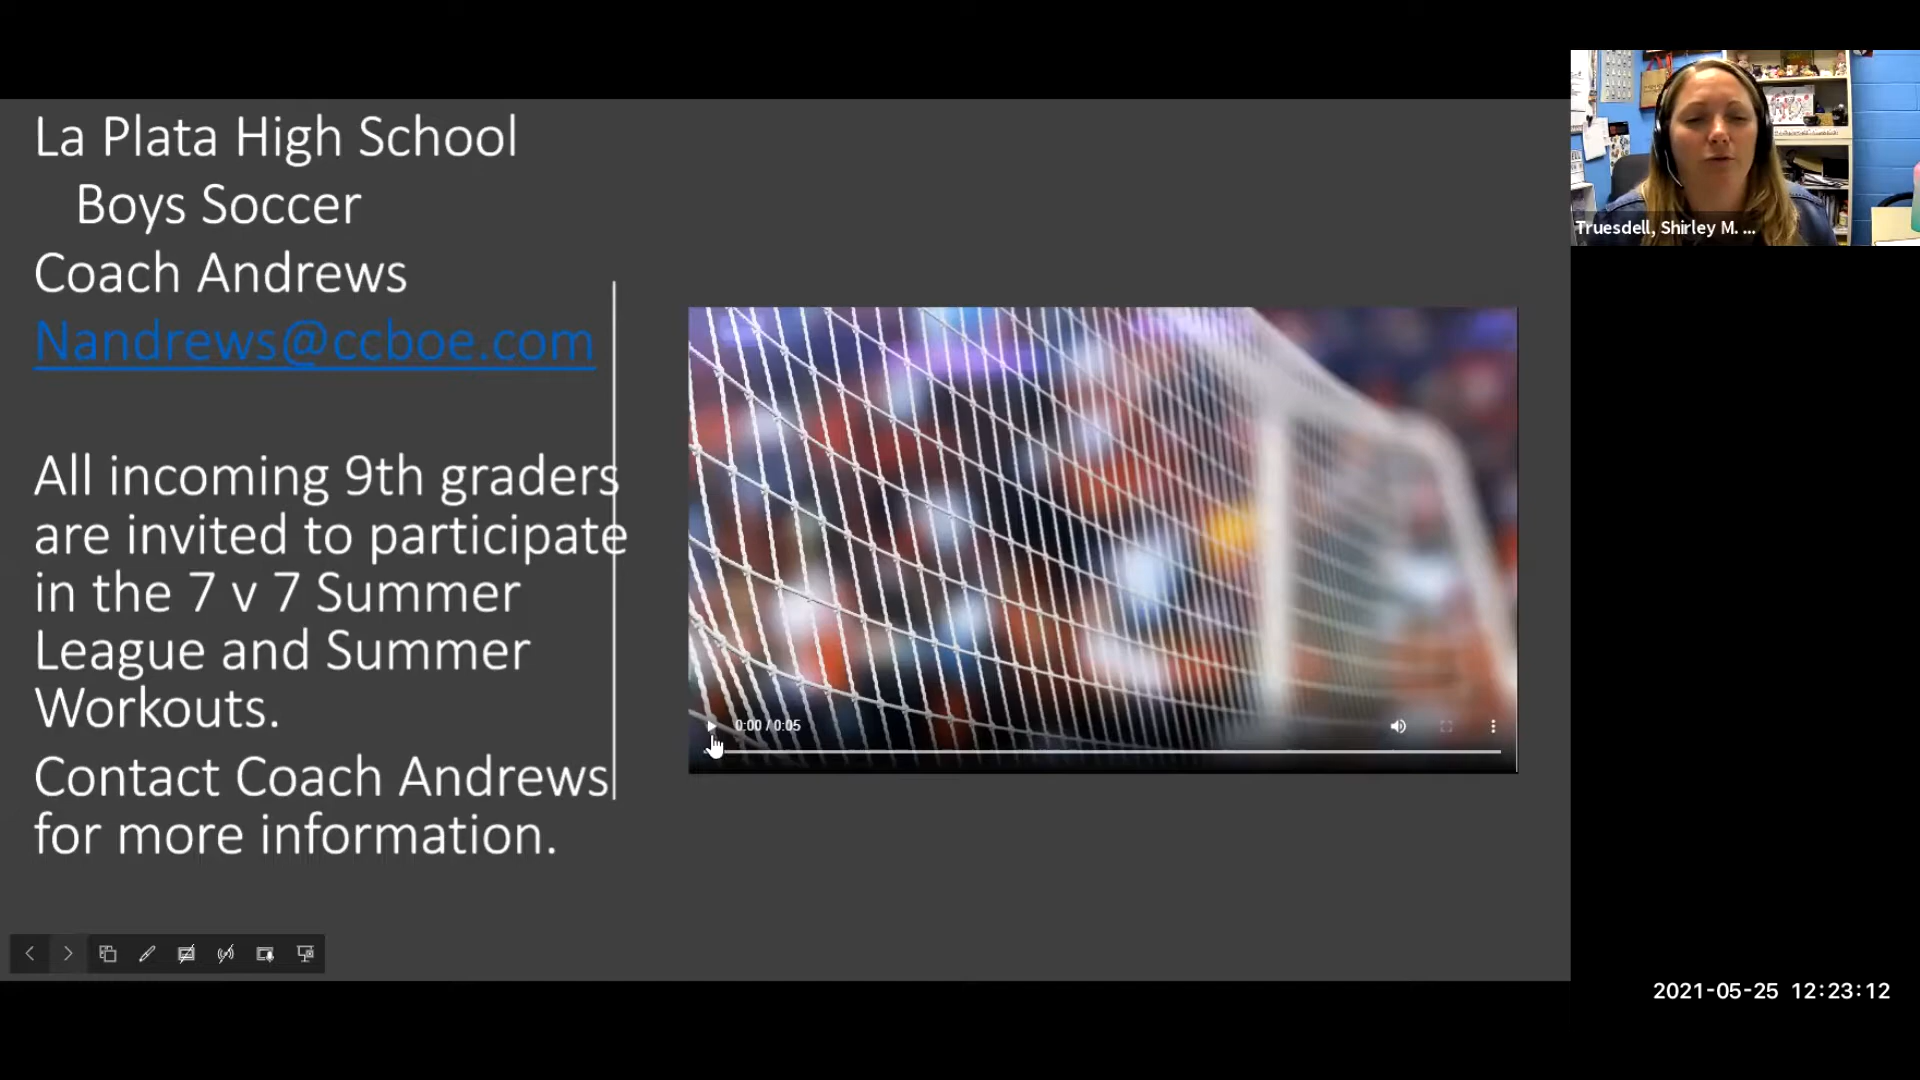 La Plata High School
Boys Soccer
Coach Andrews
Nandrews@ccboe.com
All incoming 9th graders
are invited to participate
in the 7 v 7 Summer
League and Summer
Workouts.
Contact Coach Andrews
for more information.
0:00 / 0:05
Truesdell, Shirley M. ...
2021-05-25 12:23:12